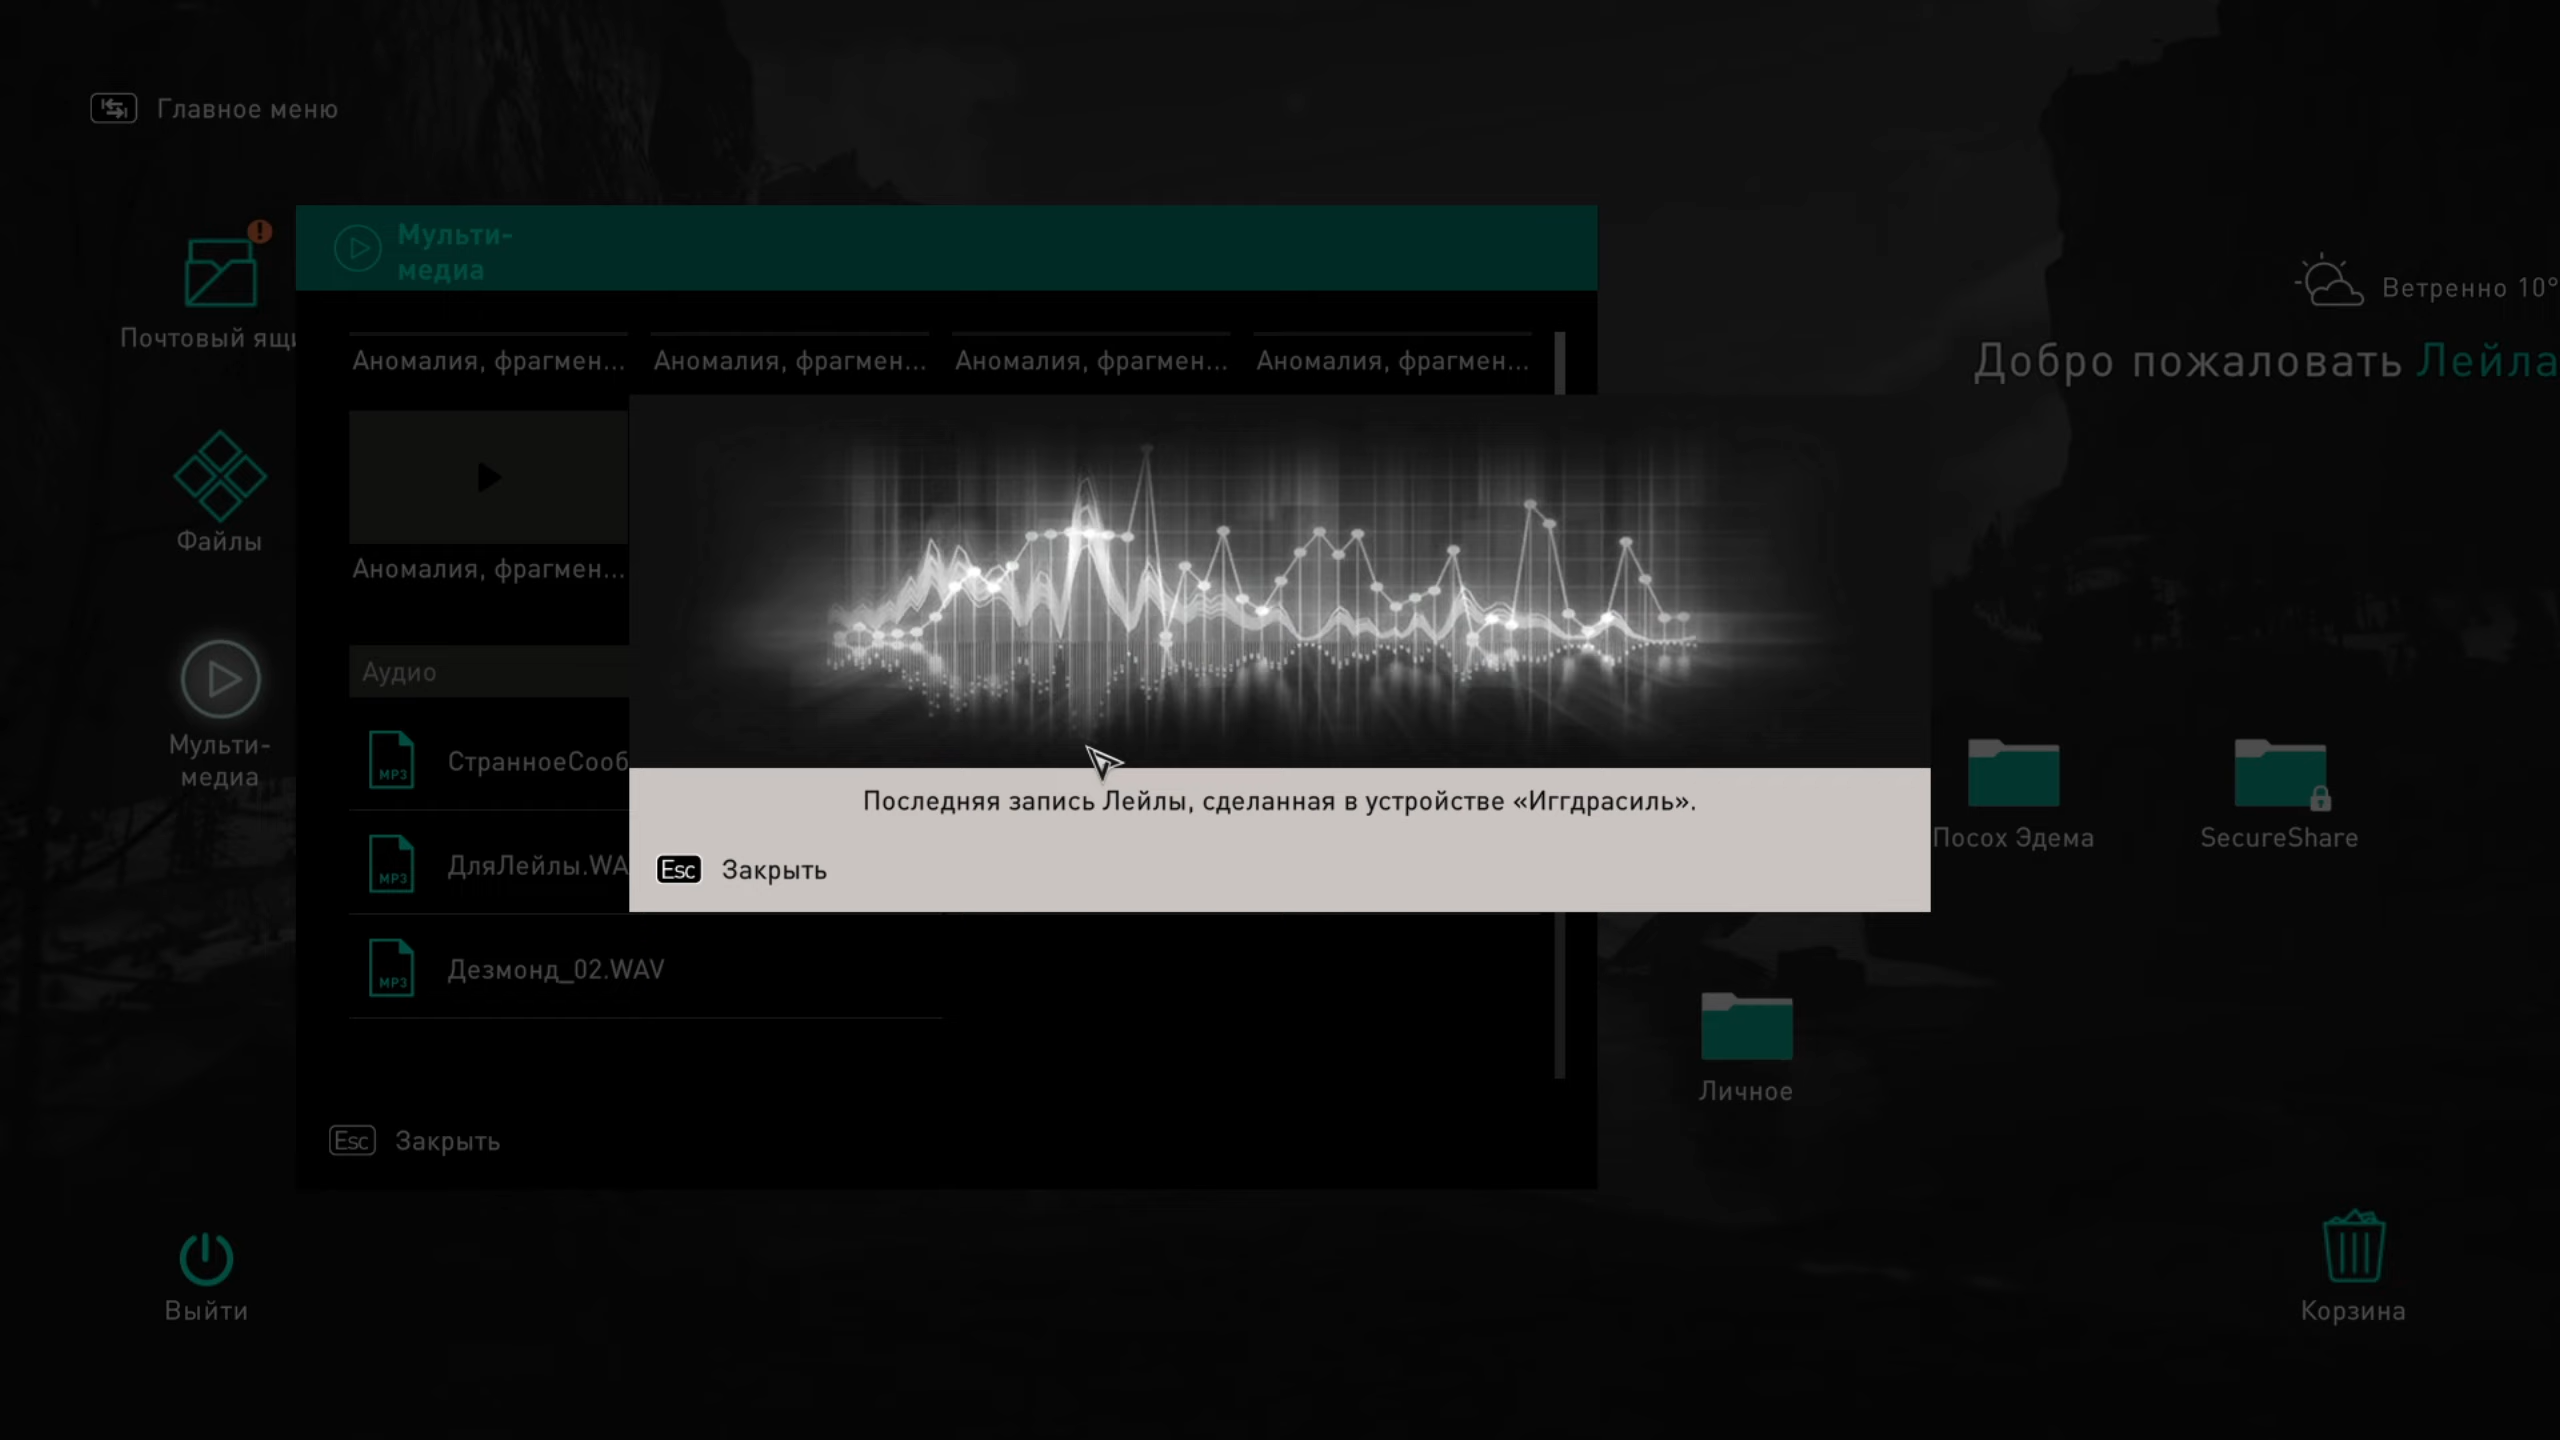 Главное меню
Мульти-
медиа
Почтовый ящи
Ветренно 10°
Добро пожаловать Лейла
Аномалия, фрагмен... Аномалия, фрагмен... Аномалия, фрагмен... Аномалия, фрагмен...
Файлы
Аномалия, фрагмен...
Аудио
Мульти-
медиа
MP3 СтранноеСооб
Последняя запись Лейлы, сделанная в устройстве «Иггдрасиль».
Esc Закрыть
MP3 ДляЛейлы.WA
Посох Эдема
SecureShare
MP3 Дезмонд_02.WAV
Личное
Esc Закрыть
Выйти
Корзина